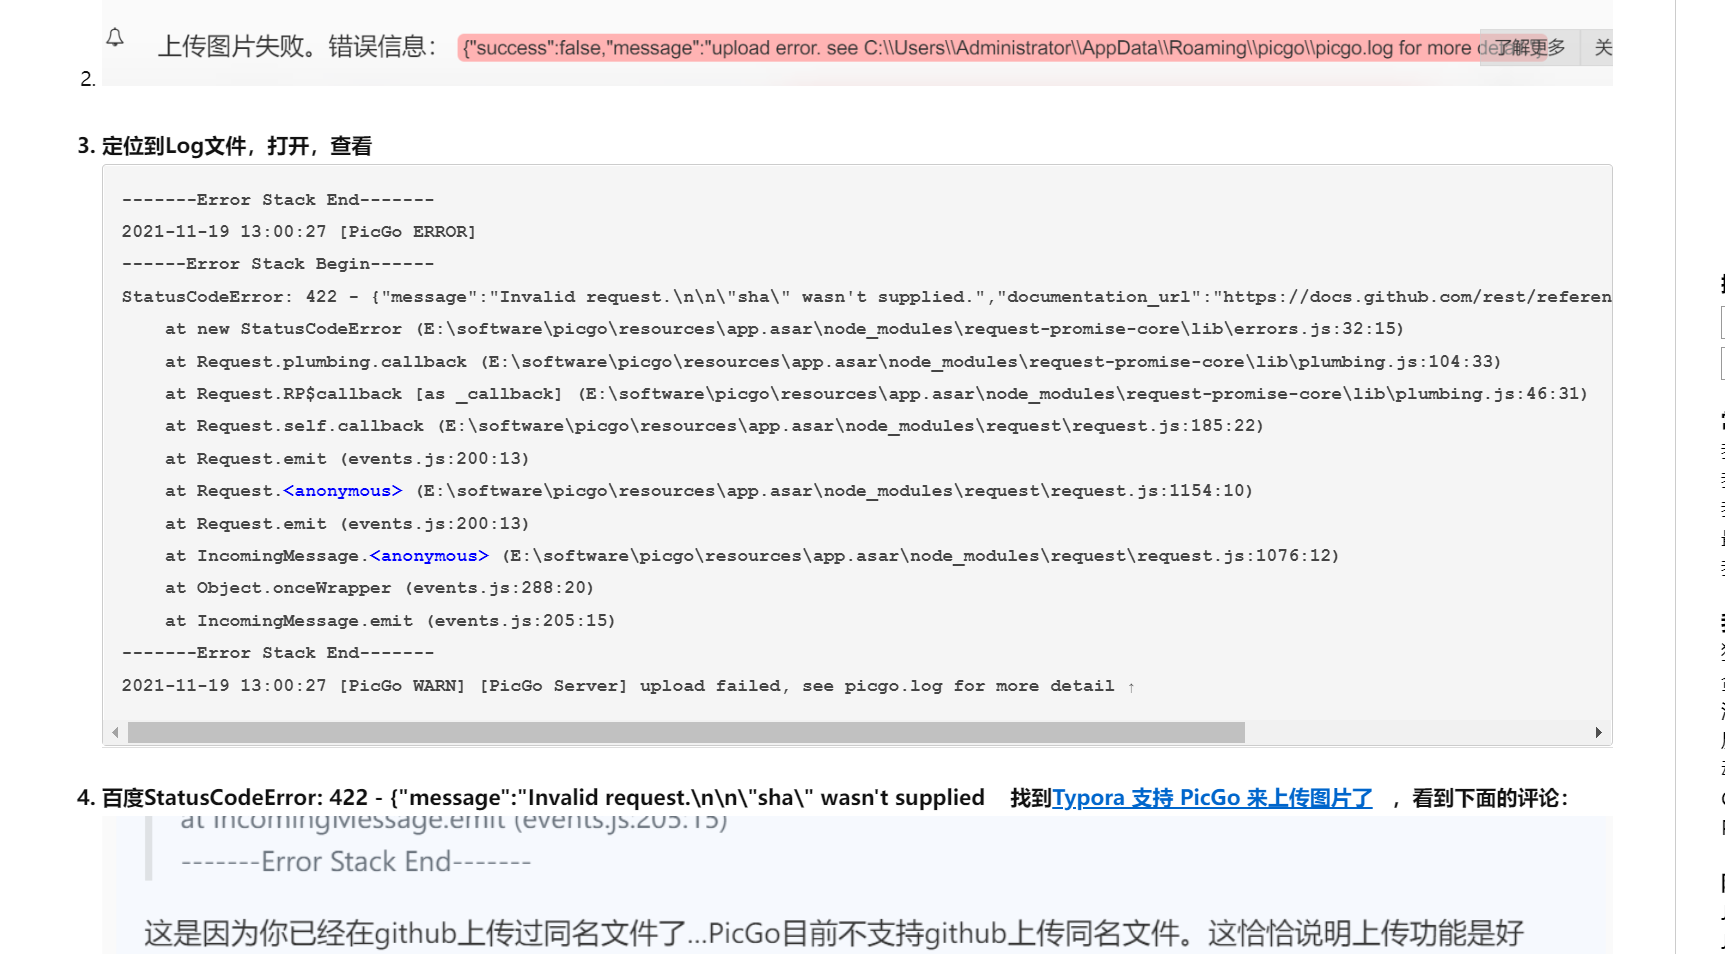 上传图片失败。错误信息： {"success":false,"message":"upload error. see C:\\Users\\Administrator\\AppData\\Roaming\\picgo\\picgo.log for more 了解更多 关
2.
3. 定位到Log文件，打开，查看
-------Error Stack End-------
2021-11-19 13:00:27 [PicGo ERROR]
------Error Stack Begin------
StatusCodeError: 422 - {"message":"Invalid request.\n\n\"sha\" wasn't supplied.","documentation_url":"https://docs.github.com/rest/referen
at new StatusCodeError (E:\software\picgo\resources\app.asar\node_modules\request-promise-core\lib\errors.js:32:15)
at Request.plumbing.callback (E:\software\picgo\resources\app.asar\node_modules\request-promise-core\lib\plumbing.js:104:33)
at Request.RP$callback [as _callback] (E:\software\picgo\resources\app.asar\node_modules\request-promise-core\lib\plumbing.js:46:31)
at Request.self.callback (E:\software\picgo\resources\app.asar\node_modules\request\request.js:185:22)
at Request.emit (events.js:200:13)
at Request.<anonymous> (E:\software\picgo\resources\app.asar\node_modules\request\request.js:1154:10)
at Request.emit (events.js:200:13)
at IncomingMessage.<anonymous> (E:\software\picgo\resources\app.asar\node_modules\request\request.js:1076:12)
at Object.onceWrapper (events.js:288:20)
at IncomingMessage.emit (events.js:205:15)
-------Error Stack End-------
2021-11-19 13:00:27 [PicGo WARN] [PicGo Server] upload failed, see picgo.log for more detail ↑
4. 百度StatusCodeError: 422 - {"message":"Invalid request.\n\n\"sha\" wasn't supplied 找到Typora 支持 PicGo 来上传图片了 ，看到下面的评论：
at IncomingMessage.emit (events.js:205:15)
-------Error Stack End-------
这是因为你已经在github上传过同名文件了...PicGo目前不支持github上传同名文件。这恰恰说明上传功能是好